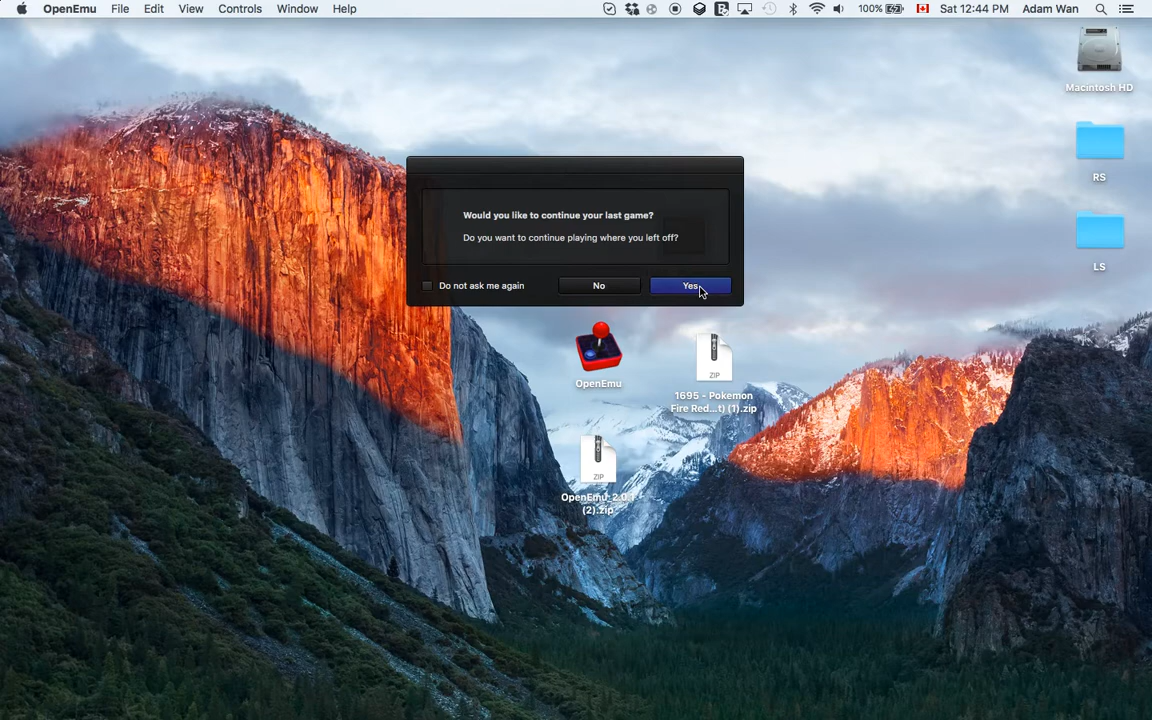 OpenEmu File Edit View Controls Window Help
100% Sat 12:44 PM Adam Wan
Macintosh HD
RS
LS
Would you like to continue your last game?
Do you want to continue playing where you left off?
Do not ask me again No Yes
OpenEmu
ZIP
1695 - Pokemon
Fire Red...t) (1).zip
ZIP
OpenEmu_2.0.1
(2).zip